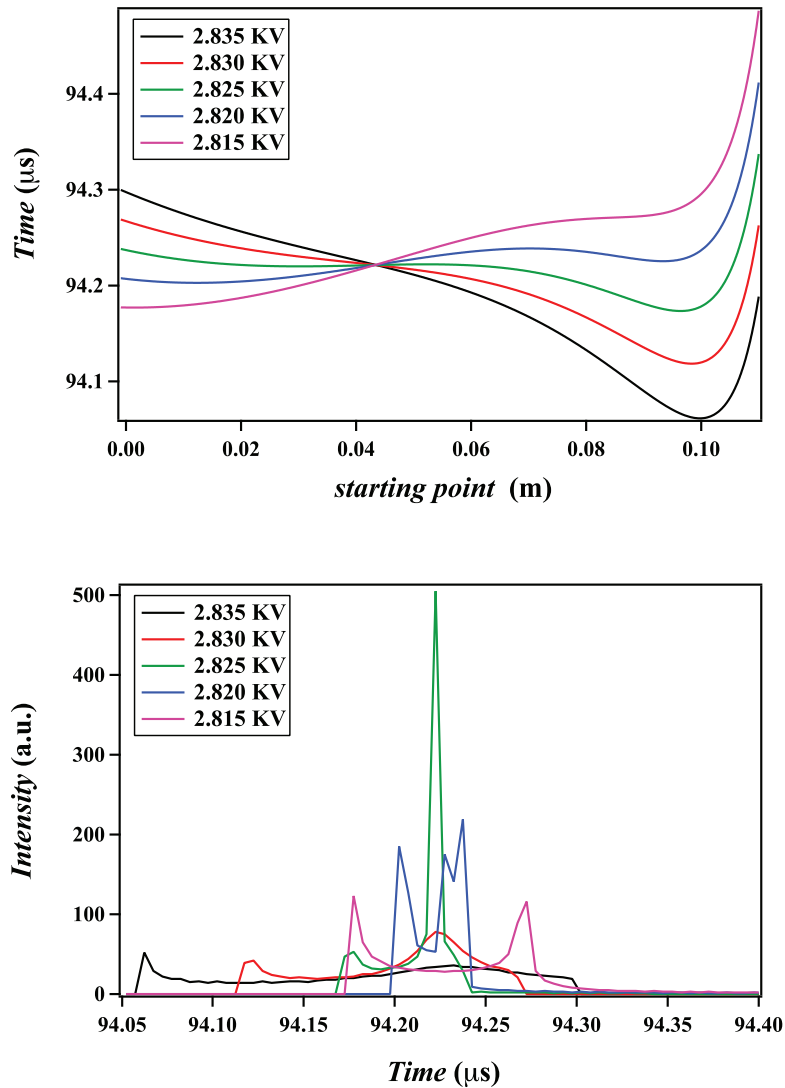 2.835 KV
2.830 KV
2.825 KV
2.820 KV
2.815 KV
94.4
94.3
94.2
94.1
Time (μs)
0.00 0.02 0.04 0.06 0.08 0.10
starting point (m)
2.835 KV
2.830 KV
2.825 KV
2.820 KV
2.815 KV
500
400
300
200
100
0
Intensity (a.u.)
94.05 94.10 94.15 94.20 94.25 94.30 94.35 94.40
Time (μs)